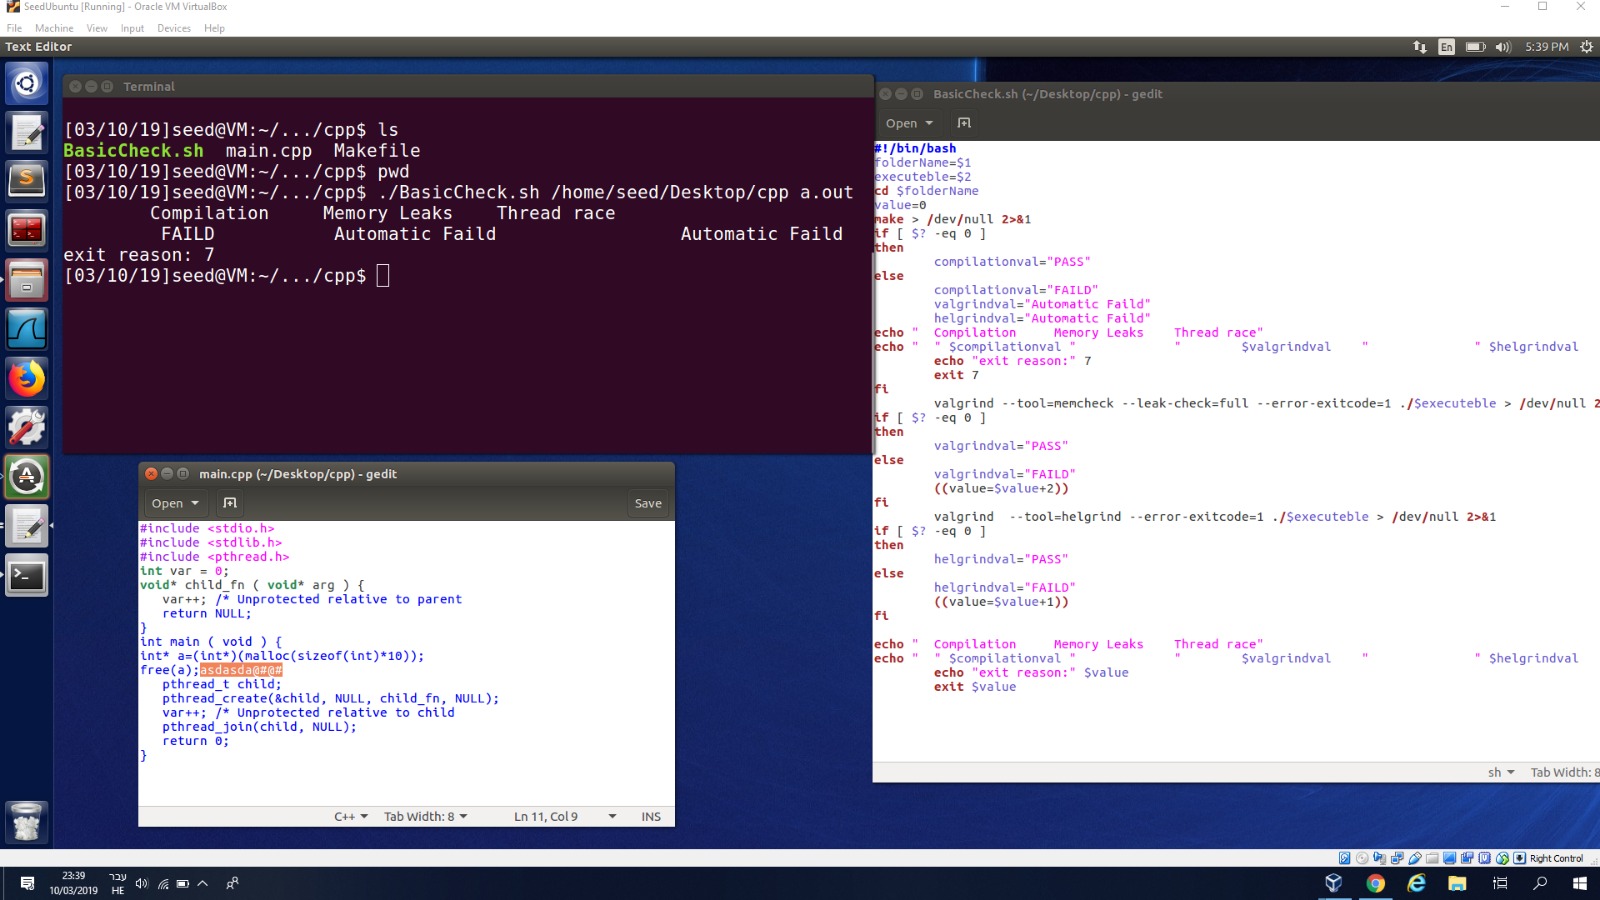 SeedUbuntu [Running] - Oracle VM VirtualBox
File Machine View Input Devices Help
Text Editor
En
5:39 PM
Terminal
[03/10/19]seed@VM:~/.../cpp$ ls
BasicCheck.sh main.cpp Makefile
[03/10/19]seed@VM:~/.../cpp$ pwd
[03/10/19]seed@VM:~/.../cpp$ ./BasicCheck.sh /home/seed/Desktop/cpp a.out
Compilation Memory Leaks Thread race
FAILD Automatic Faild Automatic Faild
exit reason: 7
[03/10/19]seed@VM:~/.../cpp$
main.cpp (~/Desktop/cpp) - gedit
Open
Save
#include <stdio.h>
#include <stdlib.h>
#include <pthread.h>
int var = 0;
void* child_fn ( void* arg ) {
var++; /* Unprotected relative to parent
return NULL;
}
int main ( void ) {
int* a=(int*)(malloc(sizeof(int)*10));
free(a);asdasda@#@#
pthread_t child;
pthread_create(&child, NULL, child_fn, NULL);
var++; /* Unprotected relative to child
pthread_join(child, NULL);
return 0;
}
C++ Tab Width: 8 Ln 11, Col 9 INS
BasicCheck.sh (~/Desktop/cpp) - gedit
Open
#!/bin/bash
folderName=$1
executeble=$2
cd $folderName
value=0
make > /dev/null 2>&1
if [ $? -eq 0 ]
then
compilationval="PASS"
else
compilationval="FAILD"
valgrindval="Automatic Faild"
helgrindval="Automatic Faild"
echo " Compilation Memory Leaks Thread race"
echo " " $compilationval " " $valgrindval " " $helgrindval
echo "exit reason:" 7
exit 7
fi
valgrind --tool=memcheck --leak-check=full --error-exitcode=1 ./$executeble > /dev/null 2
if [ $? -eq 0 ]
then
valgrindval="PASS"
else
valgrindval="FAILD"
((value=$value+2))
fi
valgrind --tool=helgrind --error-exitcode=1 ./$executeble > /dev/null 2>&1
if [ $? -eq 0 ]
then
helgrindval="PASS"
else
helgrindval="FAILD"
((value=$value+1))
fi
echo " Compilation Memory Leaks Thread race"
echo " " $compilationval " " $valgrindval " " $helgrindval
echo "exit reason:" $value
exit $value
sh Tab Width: 8
Right Control
23:39
10/03/2019
עבר
HE